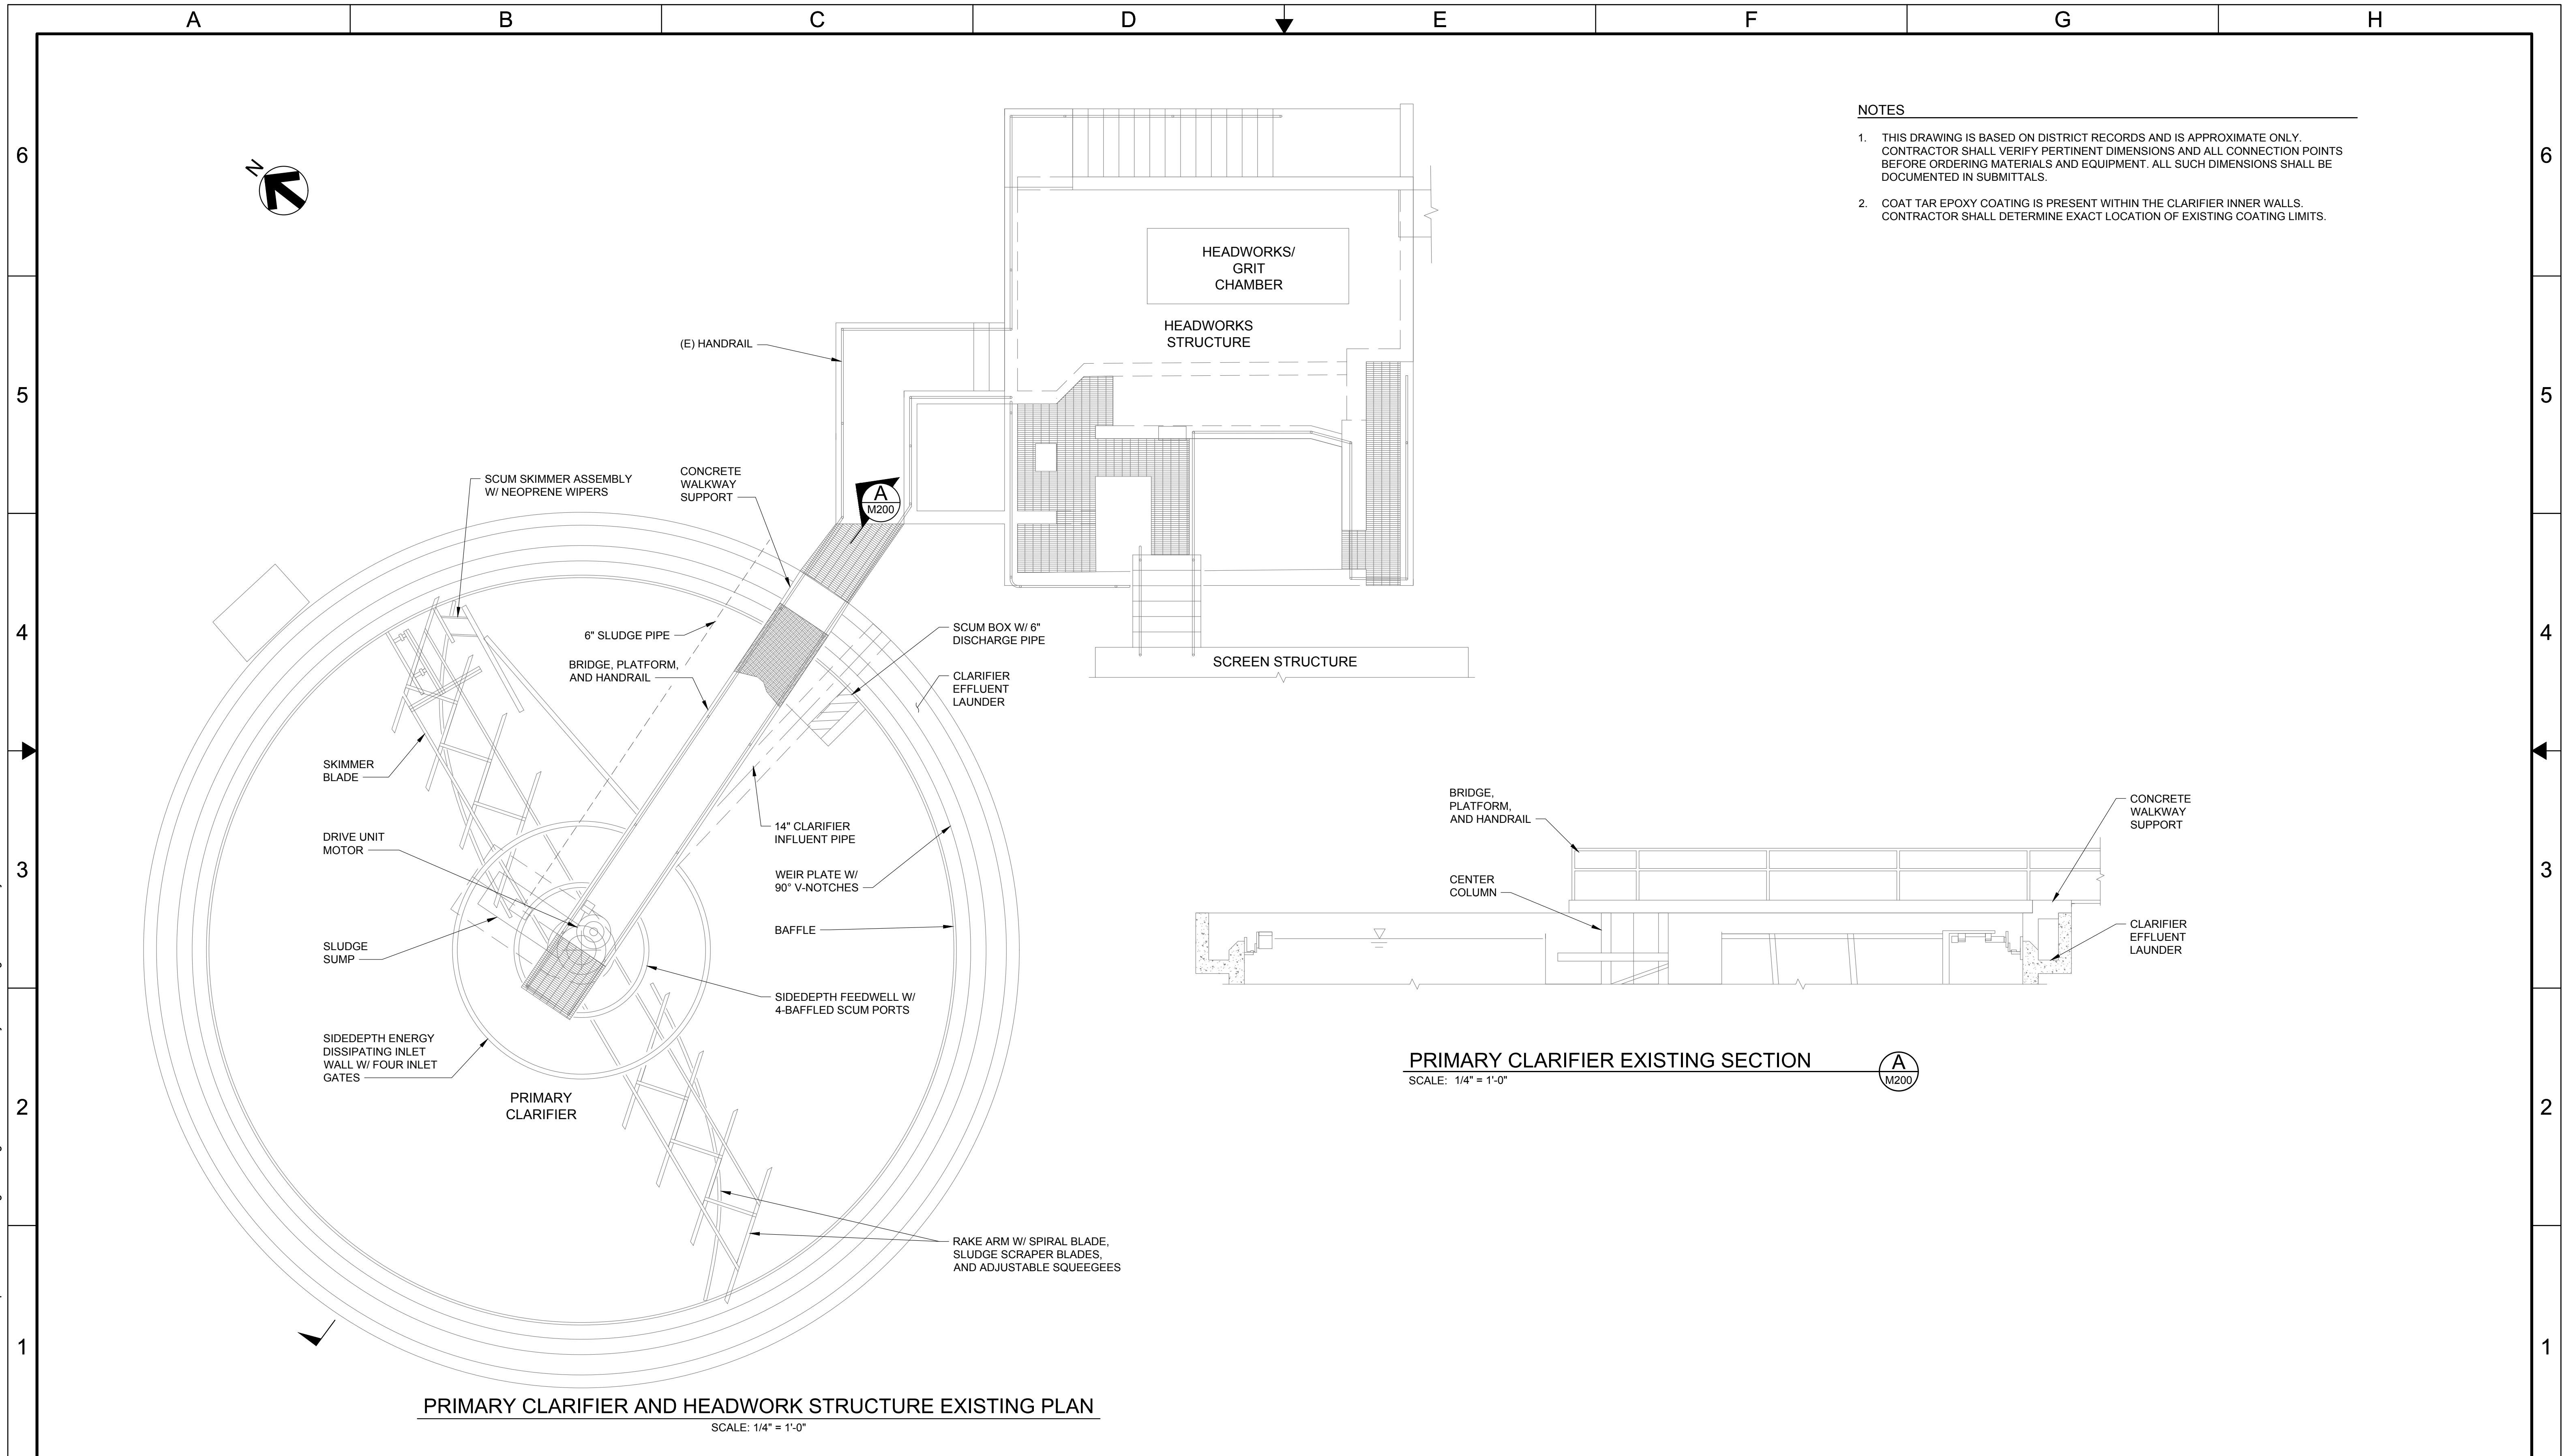 A B C D E F G H
6
5
4
3
2
1
6
5
4
3
2
1
N
NOTES
1. THIS DRAWING IS BASED ON DISTRICT RECORDS AND IS APPROXIMATE ONLY.
CONTRACTOR SHALL VERIFY PERTINENT DIMENSIONS AND ALL CONNECTION POINTS
BEFORE ORDERING MATERIALS AND EQUIPMENT. ALL SUCH DIMENSIONS SHALL BE
DOCUMENTED IN SUBMITTALS.
2. COAT TAR EPOXY COATING IS PRESENT WITHIN THE CLARIFIER INNER WALLS.
CONTRACTOR SHALL DETERMINE EXACT LOCATION OF EXISTING COATING LIMITS.
HEADWORKS/
GRIT
CHAMBER
HEADWORKS
STRUCTURE
(E) HANDRAIL
SCUM SKIMMER ASSEMBLY
W/ NEOPRENE WIPERS
CONCRETE
WALKWAY
SUPPORT
A
M200
6" SLUDGE PIPE
BRIDGE, PLATFORM,
AND HANDRAIL
SCUM BOX W/ 6"
DISCHARGE PIPE
CLARIFIER
EFFLUENT
LAUNDER
SCREEN STRUCTURE
SKIMMER
BLADE
DRIVE UNIT
MOTOR
14" CLARIFIER
INFLUENT PIPE
WEIR PLATE W/
90° V-NOTCHES
BAFFLE
SLUDGE
SUMP
SIDEDEPTH FEEDWELL W/
4-BAFFLED SCUM PORTS
SIDEDEPTH ENERGY
DISSIPATING INLET
WALL W/ FOUR INLET
GATES
PRIMARY
CLARIFIER
RAKE ARM W/ SPIRAL BLADE,
SLUDGE SCRAPER BLADES,
AND ADJUSTABLE SQUEEGEES
PRIMARY CLARIFIER AND HEADWORK STRUCTURE EXISTING PLAN
SCALE: 1/4" = 1'-0"
BRIDGE,
PLATFORM,
AND HANDRAIL
CENTER
COLUMN
CONCRETE
WALKWAY
SUPPORT
CLARIFIER
EFFLUENT
LAUNDER
PRIMARY CLARIFIER EXISTING SECTION
SCALE: 1/4" = 1'-0"
A
M200